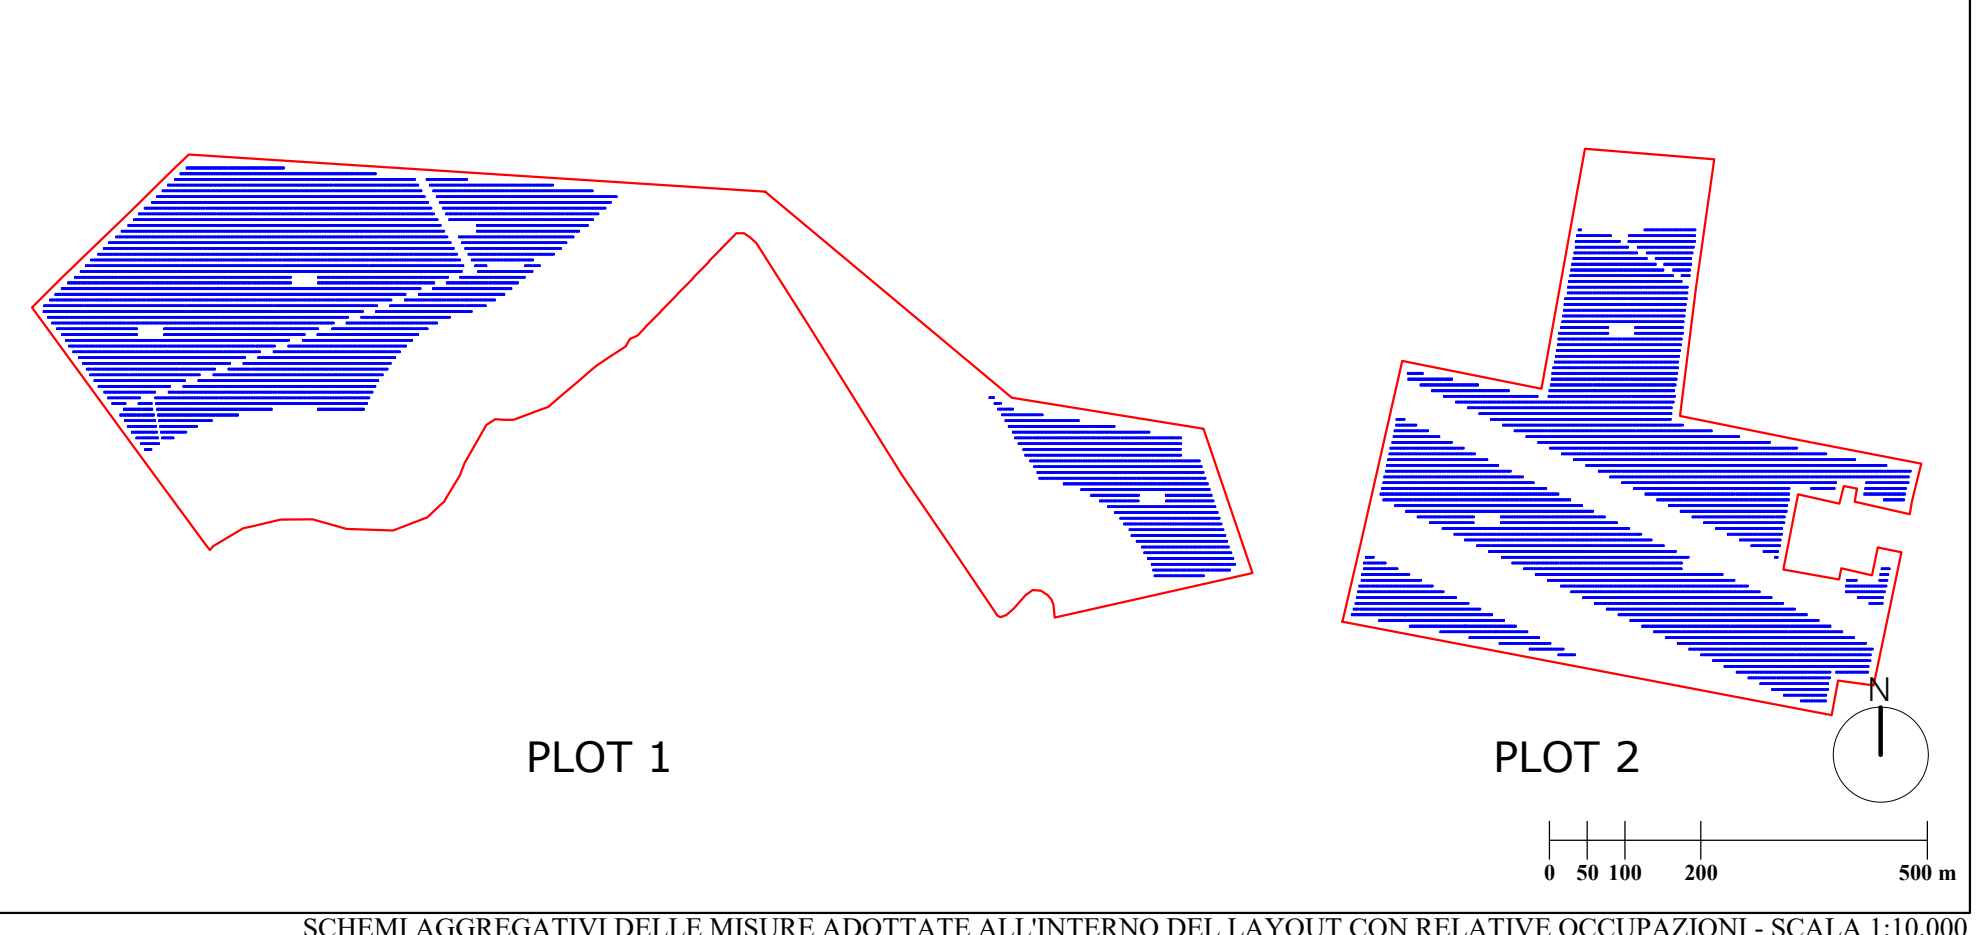 PLOT 1
PLOT 2
N
0 50 100 200 500 m
SCHEMI AGGREGATIVI DELLE MISURE ADOTTATE ALL'INTERNO DEL LAYOUT CON RELATIVE OCCUPAZIONI - SCALA 1:10.000